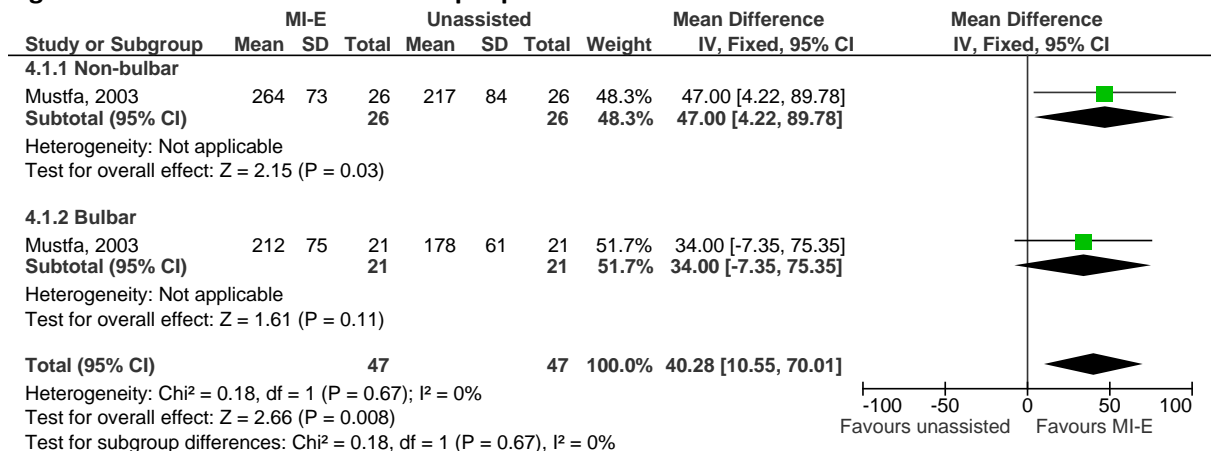 MI-E Unassisted Mean Difference Mean Difference
Study or Subgroup Mean SD Total Mean SD Total Weight IV, Fixed, 95% CI IV, Fixed, 95% CI
4.1.1 Non-bulbar
Mustfa, 2003 264 73 26 217 84 26 48.3% 47.00 [4.22, 89.78]
Subtotal (95% CI) 26 26 48.3% 47.00 [4.22, 89.78]
Heterogeneity: Not applicable
Test for overall effect: Z = 2.15 (P = 0.03)
4.1.2 Bulbar
Mustfa, 2003 212 75 21 178 61 21 51.7% 34.00 [-7.35, 75.35]
Subtotal (95% CI) 21 21 51.7% 34.00 [-7.35, 75.35]
Heterogeneity: Not applicable
Test for overall effect: Z = 1.61 (P = 0.11)
Total (95% CI) 47 47 100.0% 40.28 [10.55, 70.01]
Heterogeneity: Chi² = 0.18, df = 1 (P = 0.67); I² = 0%
Test for overall effect: Z = 2.66 (P = 0.008)
Test for subgroup differences: Chi² = 0.18, df = 1 (P = 0.67), I² = 0%
-100 -50 0 50 100
Favours unassisted Favours MI-E